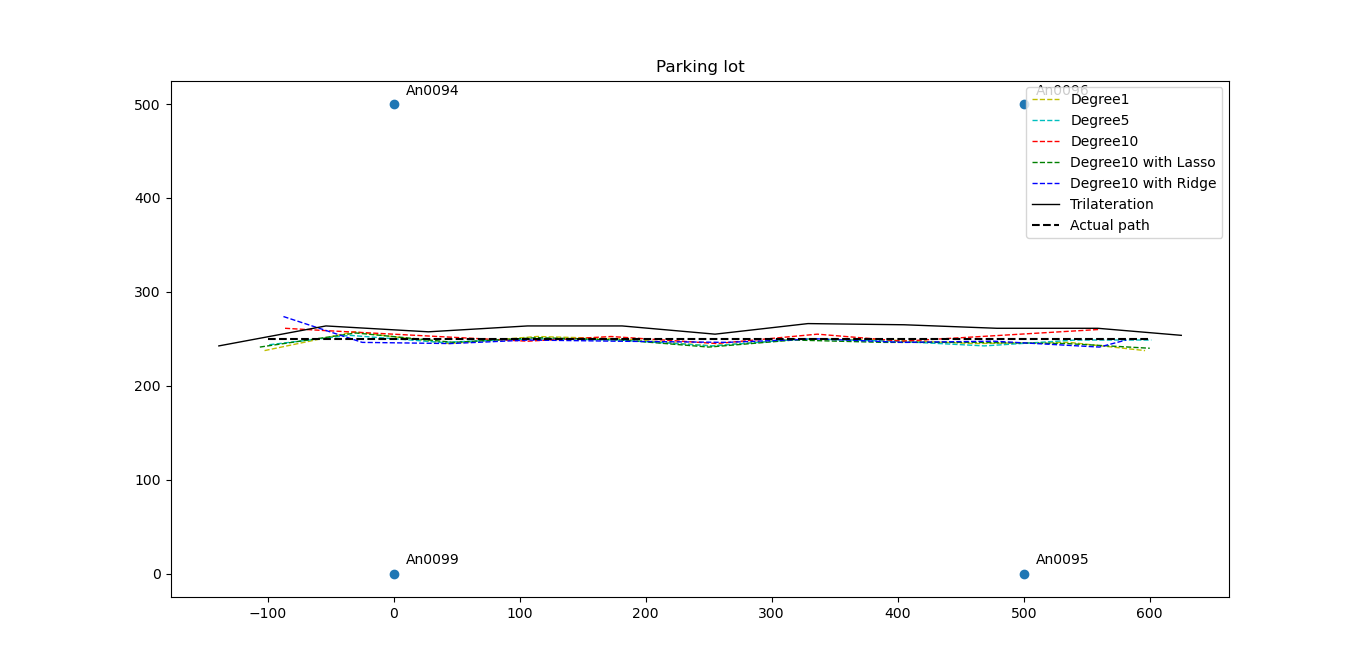 Parking lot
500
An0094
An0096
Degree1
Degree5
Degree10
Degree10 with Lasso
Degree10 with Ridge
Trilateration
Actual path
400
300
200
100
0
An0099
An0095
−100
0
100
200
300
400
500
600